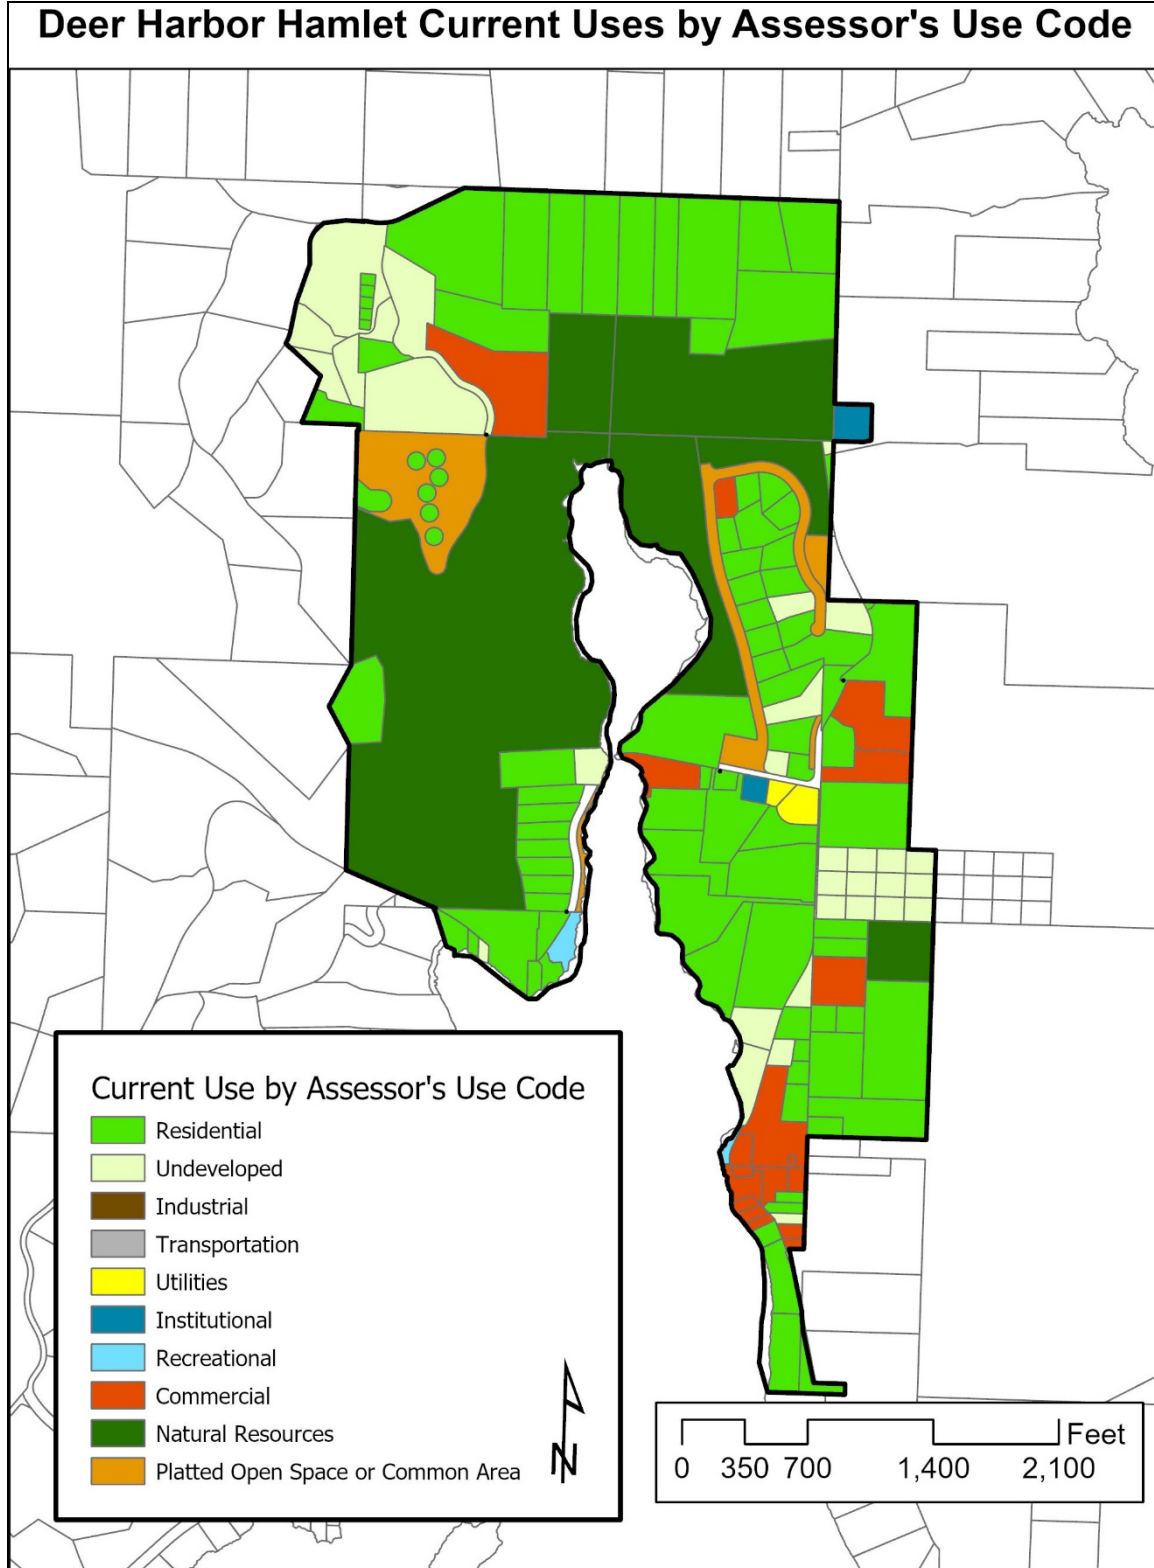 Deer Harbor Hamlet Current Uses by Assessor's Use Code
Current Use by Assessor's Use Code
Residential
Undeveloped
Industrial
Transportation
Utilities
Institutional
Recreational
Commercial
Natural Resources
Platted Open Space or Common Area
N
Feet
0 350 700 1,400 2,100